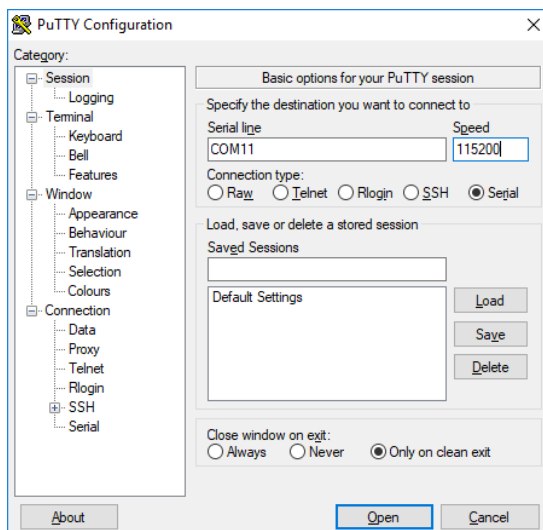 PuTTY Configuration
Category:
Session
Logging
Terminal
Keyboard
Bell
Features
Window
Appearance
Behaviour
Translation
Selection
Colours
Connection
Data
Proxy
Telnet
Rlogin
SSH
Serial
Basic options for your PuTTY session
Specify the destination you want to connect to
Serial line Speed
COM11 115200
Connection type:
Raw Telnet Rlogin SSH Serial
Load, save or delete a stored session
Saved Sessions
Default Settings
Load
Save
Delete
Close window on exit:
Always Never Only on clean exit
About Open Cancel